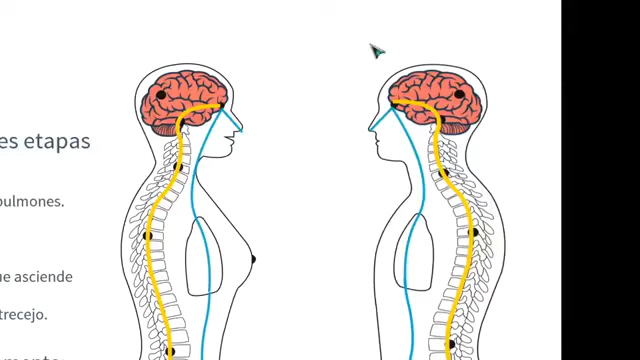 es etapas
pulmones.
ue asciende
trecejo.